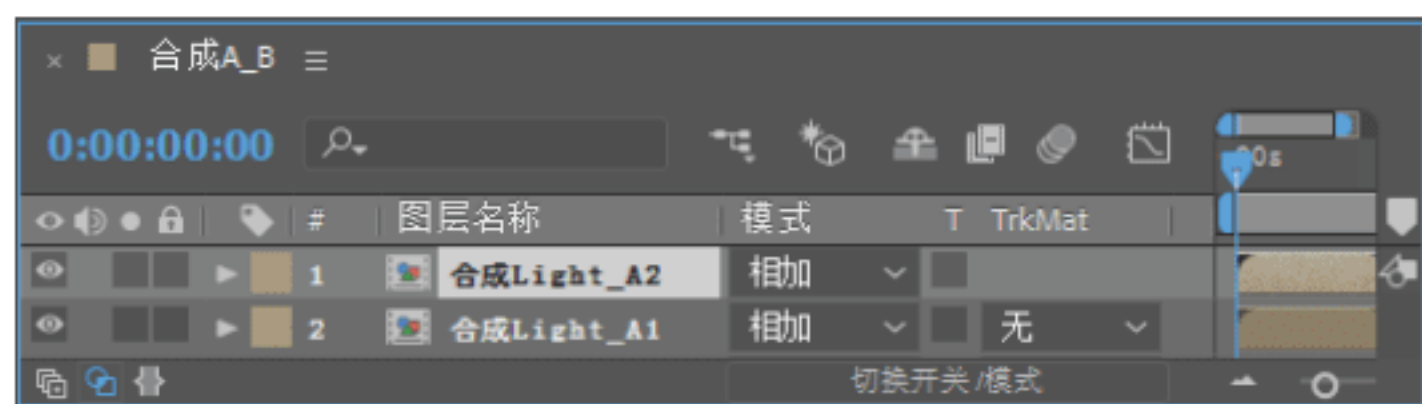 × 合成A_B ≡
0:00:00:00
00s
# 图层名称 模式 T TrkMat
1 合成Light_A2 相加
2 合成Light_A1 相加 无
切换开关/模式